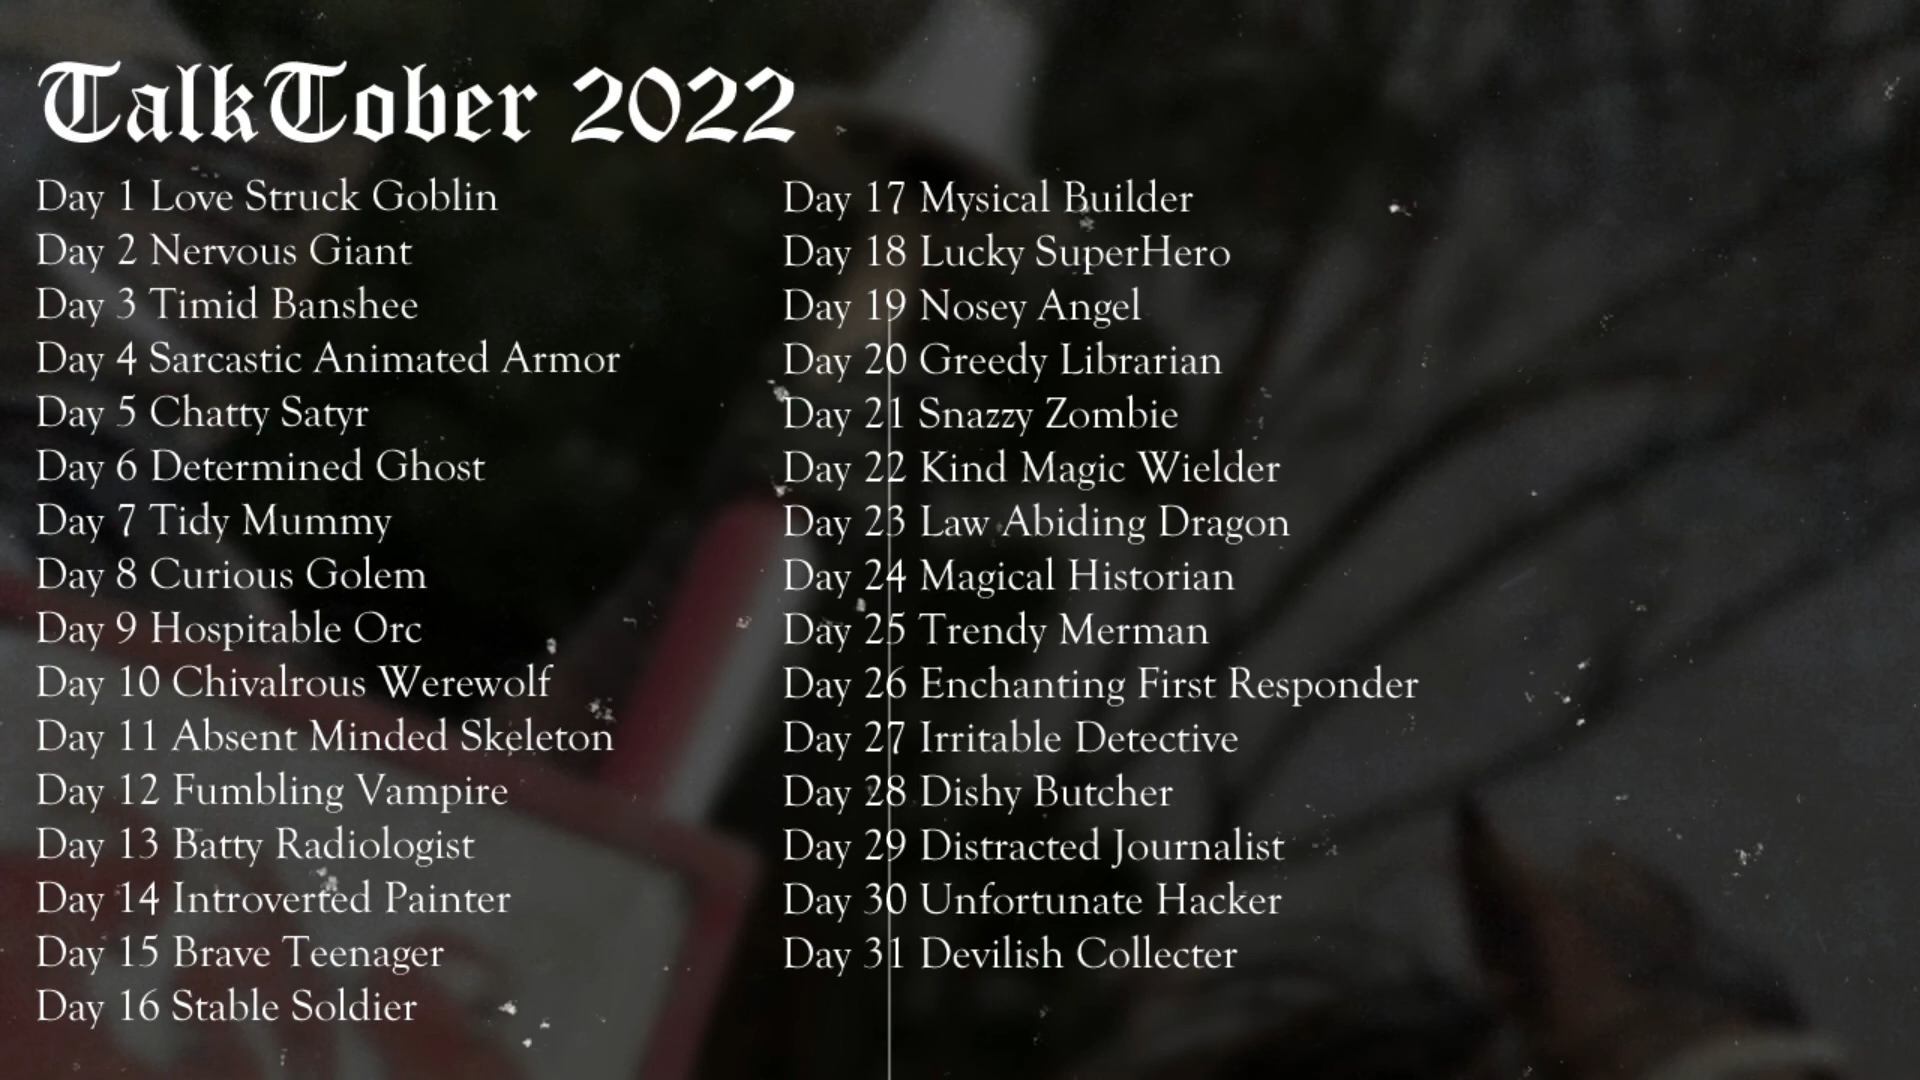 TalkTober 2022
Day 1 Love Struck Goblin
Day 2 Nervous Giant
Day 3 Timid Banshee
Day 4 Sarcastic Animated Armor
Day 5 Chatty Satyr
Day 6 Determined Ghost
Day 7 Tidy Mummy
Day 8 Curious Golem
Day 9 Hospitable Orc
Day 10 Chivalrous Werewolf
Day 11 Absent Minded Skeleton
Day 12 Fumbling Vampire
Day 13 Batty Radiologist
Day 14 Introverted Painter
Day 15 Brave Teenager
Day 16 Stable Soldier
Day 17 Mysical Builder
Day 18 Lucky SuperHero
Day 19 Nosey Angel
Day 20 Greedy Librarian
Day 21 Snazzy Zombie
Day 22 Kind Magic Wielder
Day 23 Law Abiding Dragon
Day 24 Magical Historian
Day 25 Trendy Merman
Day 26 Enchanting First Responder
Day 27 Irritable Detective
Day 28 Dishy Butcher
Day 29 Distracted Journalist
Day 30 Unfortunate Hacker
Day 31 Devilish Collecter